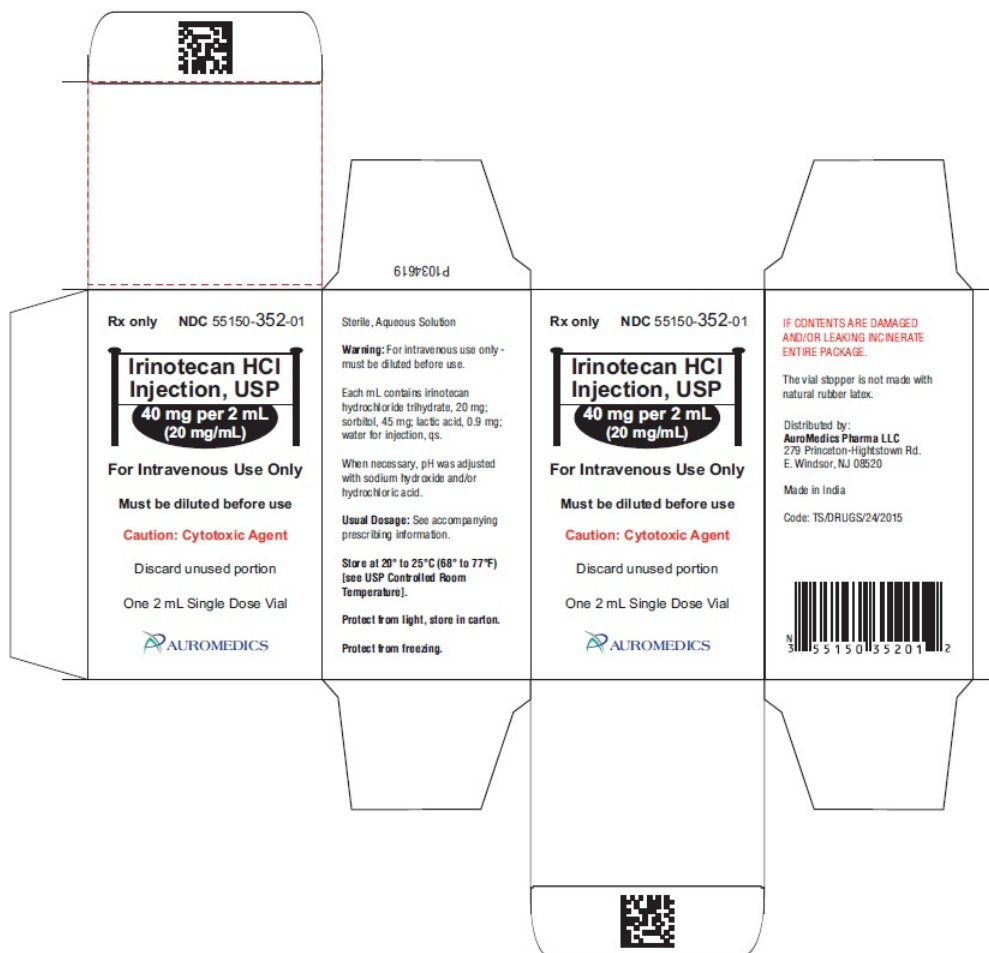 P1034619
Rx only NDC 55150-352-01
Irinotecan HCl
Injection, USP
40 mg per 2 mL
(20 mg/mL)
For Intravenous Use Only
Must be diluted before use
Caution: Cytotoxic Agent
Discard unused portion
One 2 mL Single Dose Vial
AUROMEDICS
Sterile, Aqueous Solution
Warning: For intravenous use only -
must be diluted before use.
Each mL contains irinotecan
hydrochloride trihydrate, 20 mg;
sorbitol, 45 mg; lactic acid, 0.9 mg;
water for injection, qs.
When necessary, pH was adjusted
with sodium hydroxide and/or
hydrochloric acid.
Usual Dosage: See accompanying
prescribing information.
Store at 20° to 25°C (68° to 77°F)
[see USP Controlled Room
Temperature].
Protect from light, store in carton.
Protect from freezing.
Rx only NDC 55150-352-01
Irinotecan HCl
Injection, USP
40 mg per 2 mL
(20 mg/mL)
For Intravenous Use Only
Must be diluted before use
Caution: Cytotoxic Agent
Discard unused portion
One 2 mL Single Dose Vial
AUROMEDICS
IF CONTENTS ARE DAMAGED
AND/OR LEAKING INCINERATE
ENTIRE PACKAGE.
The vial stopper is not made with
natural rubber latex.
Distributed by:
AuroMedics Pharma LLC
279 Princeton-Hightstown Rd.
E. Windsor, NJ 08520
Made in India
Code: TS/DRUGS/24/2015
N
3 55150 35201 2